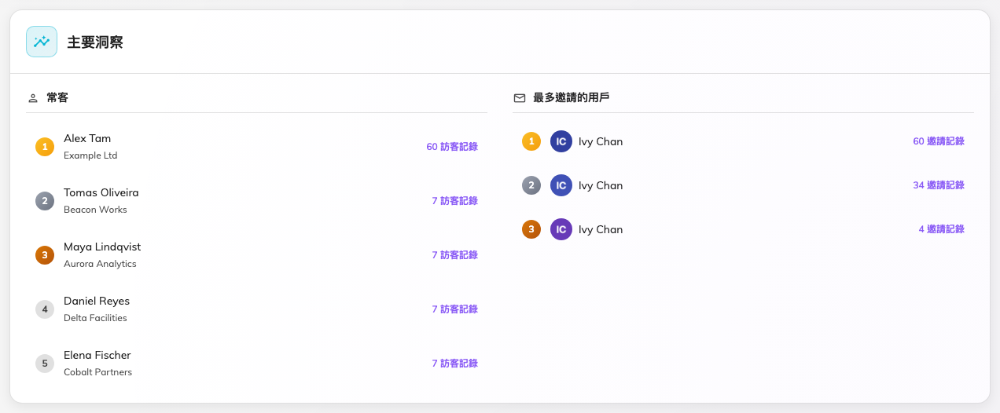 主要洞察
常客
1
Alex Tam
Example Ltd
60 訪客記錄
2
Tomas Oliveira
Beacon Works
7 訪客記錄
3
Maya Lindqvist
Aurora Analytics
7 訪客記錄
4
Daniel Reyes
Delta Facilities
7 訪客記錄
5
Elena Fischer
Cobalt Partners
7 訪客記錄
最多邀請的用戶
1 IC Ivy Chan 60 邀請記錄
2 IC Ivy Chan 34 邀請記錄
3 IC Ivy Chan 4 邀請記錄